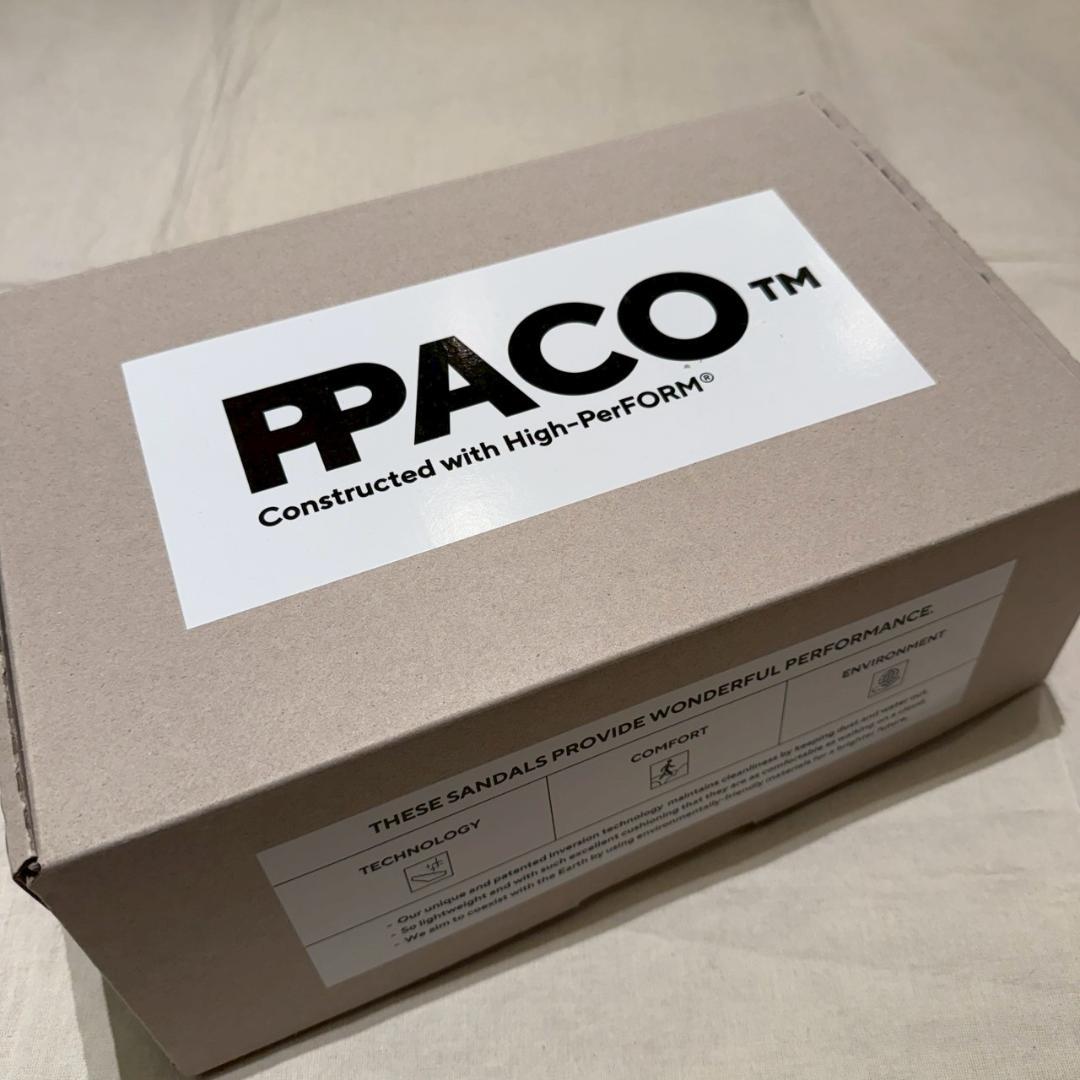 PPACO™
Constructed with High-PerFORM®
THESE SANDALS PROVIDE WONDERFUL PERFORMANCE.
TECHNOLOGY
COMFORT
ENVIRONMENT
- Our unique and patented Inversion technology maintains cleanliness by keeping dust and water out.
- So lightweight and with such excellent cushioning that they are as comfortable as walking on a cloud.
- We aim to coexist with the Earth by using environmentally-friendly materials for a brighter future.